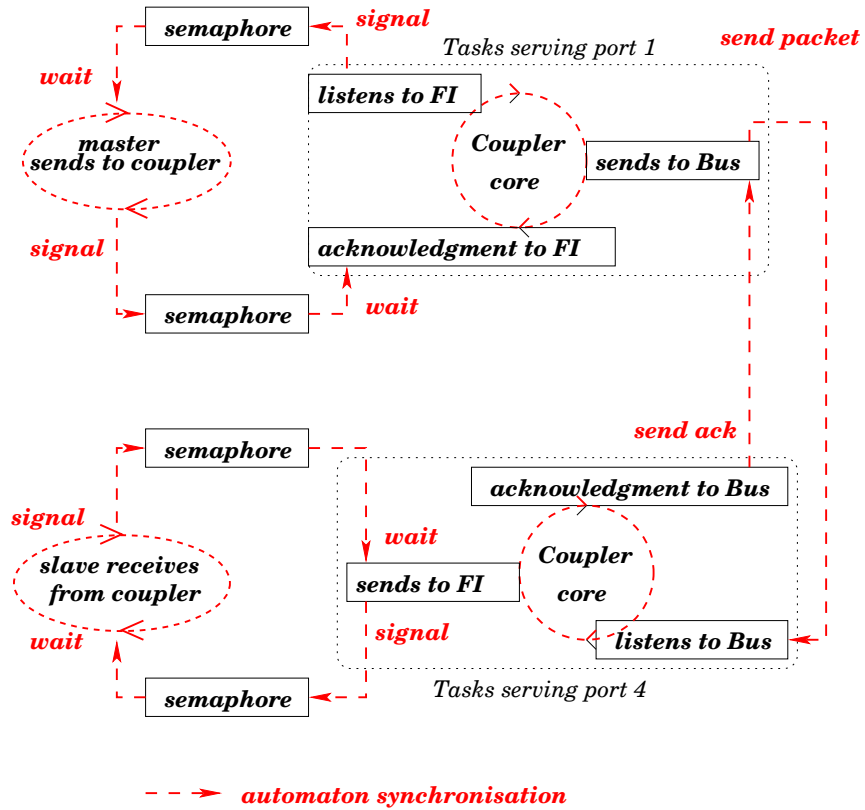 signal
semaphore
send packet
Tasks serving port 1
wait
listens to FI
master
sends to coupler
Coupler
core
sends to Bus
signal
acknowledgment to FI
semaphore
wait
send ack
semaphore
acknowledgment to Bus
signal
wait
slave receives
from coupler
Coupler
core
sends to FI
wait
signal
listens to Bus
semaphore
Tasks serving port 4
automaton synchronisation